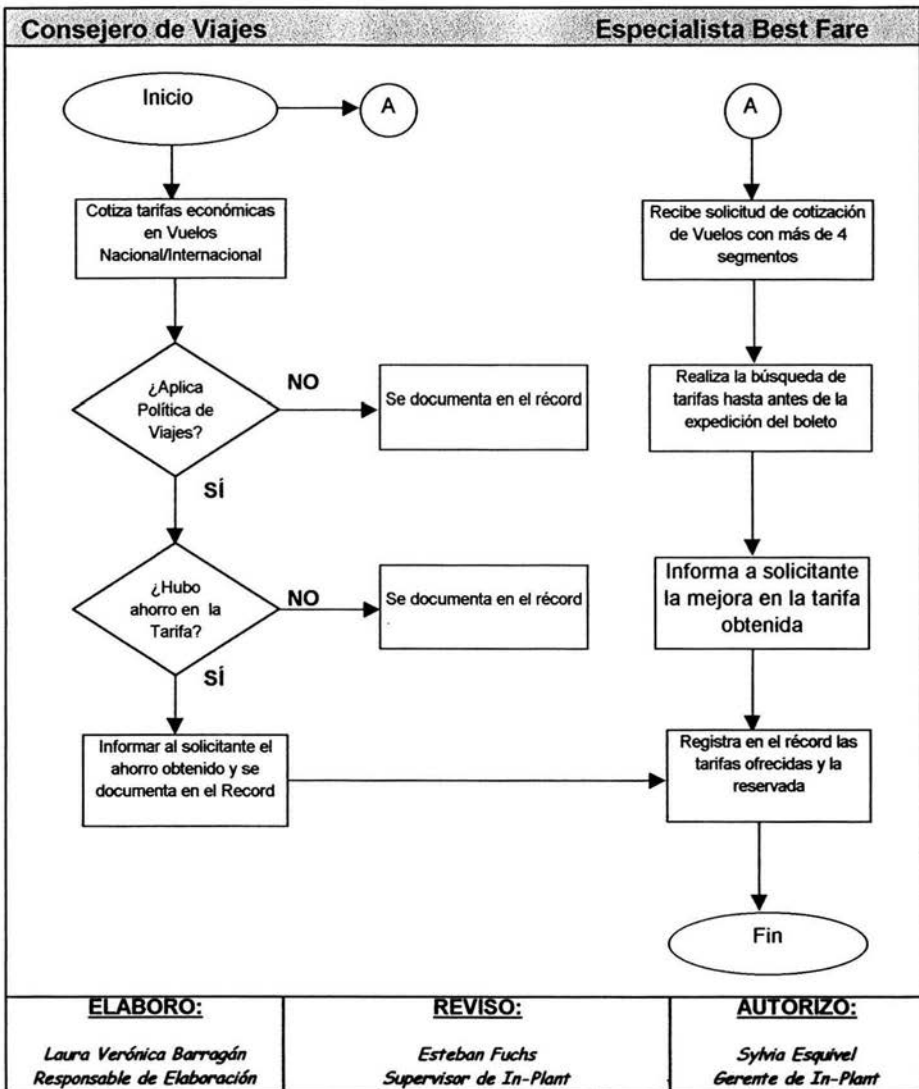 Consejero de Viajes
Especialista Best Fare
Inicio
A
A
Cotiza tarifas económicas
en Vuelos
Nacional/Internacional
Recibe solicitud de cotización
de Vuelos con más de 4
segmentos
¿Aplica
Política de
Viajes?
NO
Se documenta en el récord
Realiza la búsqueda de
tarifas hasta antes de la
expedición del boleto
SÍ
¿Hubo
ahorro en la
Tarifa?
NO
Se documenta en el récord
Informa a solicitante
la mejora en la tarifa
obtenida
SÍ
Informar al solicitante el
ahorro obtenido y se
documenta en el Record
Registra en el récord las
tarifas ofrecidas y la
reservada
Fin
ELABORO:
REVISO:
AUTORIZO:
Laura Verónica Barragán
Esteban Fuchs
Sylvia Esquivel
Responsable de Elaboración
Supervisor de In-Plant
Gerente de In-Plant